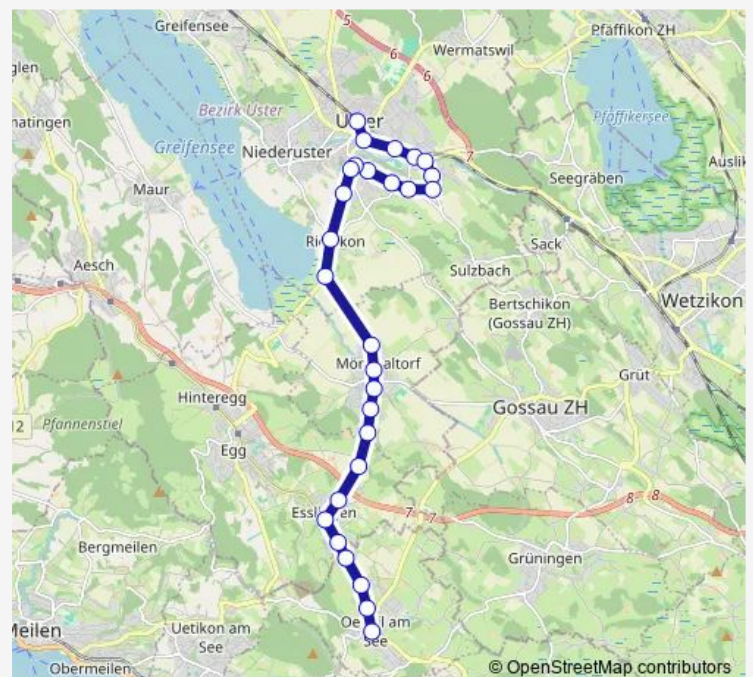 Greifensee
5
Pfäffikon ZH
6
Wermatswil
glen
6
Bezirk Uster
Pfäffikersee
natingen
Greifensee
Niederuster
7
Auslik
Seegräben
Maur
Sack
Aesch
Sulzbach
Bertschikon
(Gossau ZH)
Wetzikon
Grüt
Hinteregg
Gossau ZH
12
Pfannenstiel
Egg
8
8
7
7
Bergmeilen
Grüningen
Meilen
Uetikon am
See
See
Obermeilen
© OpenStreetMap contributors